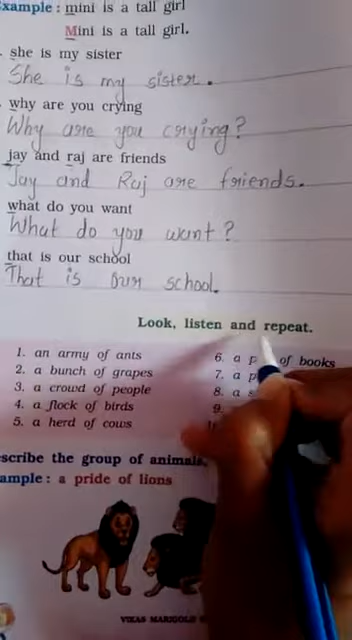 xample : mini is a tall girl
Mini is a tall girl.
she is my sister
She is my sister.
why are you crying
Why are you crying?
jay and raj are friends
Jay and Raj are friends.
what do you want
What do you want?
that is our school
That is our school.
Look, listen and repeat.
1. an army of ants
2. a bunch of grapes
3. a crowd of people
4. a flock of birds
5. a herd of cows
6. a p of books
7. a p
8. a s
9.
scribe the group of animals.
ample : a pride of lions
VIKAS MARIGOLD